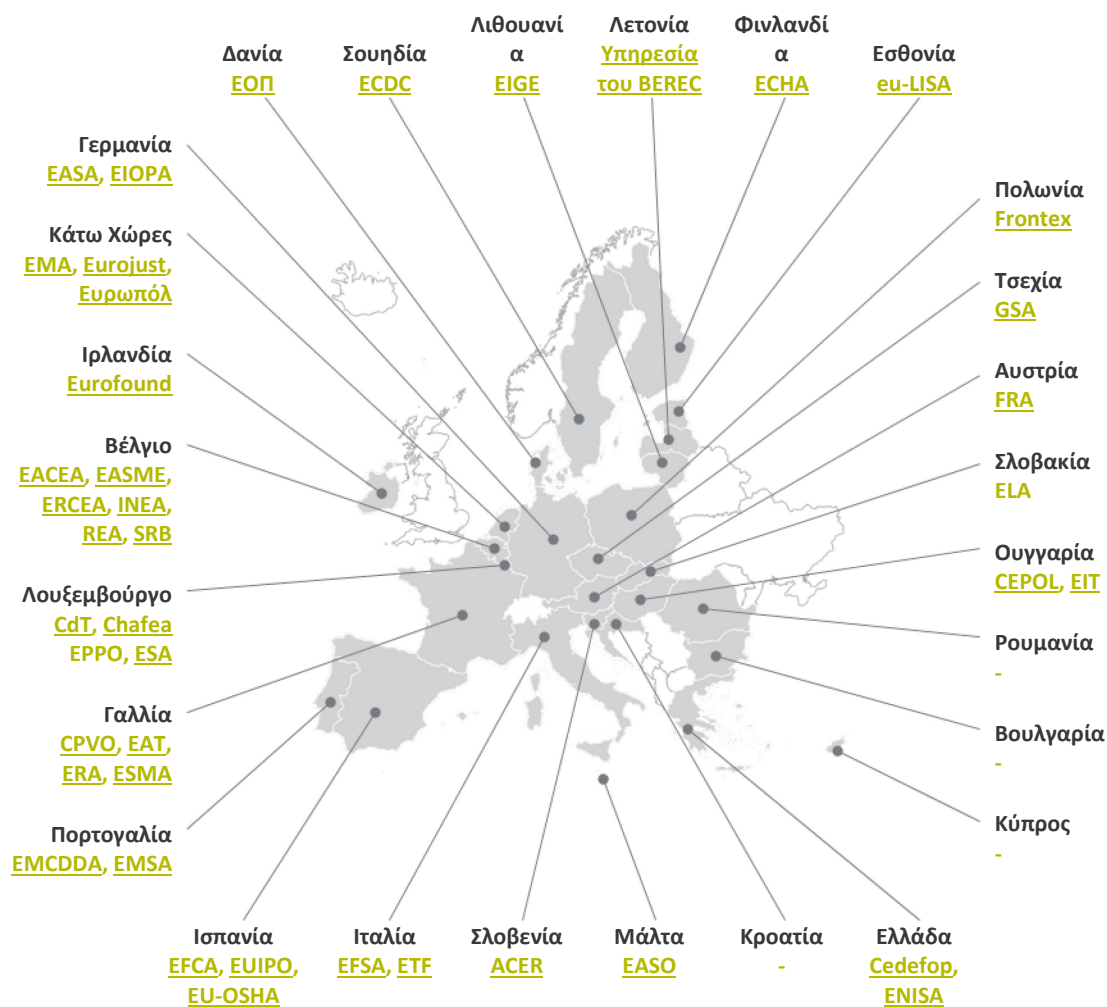 Δανία
ΕΟΠ
Σουηδία
ECDC
Λιθουανί
α
EIGE
Λετονία
Υπηρεσία
του BEREC
Φινλανδί
α
ECHA
Εσθονία
eu-LISA
Γερμανία
EASA, EIOPA
Κάτω Χώρες
EMA, Eurojust,
Ευρωπόλ
Ιρλανδία
Eurofound
Βέλγιο
EACEA, EASME,
ERCEA, INEA,
REA, SRB
Λουξεμβούργο
CdT, Chafea
EPPO, ESA
Γαλλία
CPVO, EAT,
ERA, ESMA
Πορτογαλία
EMCDDA, EMSA
Πολωνία
Frontex
Τσεχία
GSA
Αυστρία
FRA
Σλοβακία
ELA
Ουγγαρία
CEPOL, EIT
Ρουμανία
-
Βουλγαρία
-
Κύπρος
-
Ισπανία
EFCA, EUIPO,
EU-OSHA
Ιταλία
EFSA, ETF
Σλοβενία
ACER
Μάλτα
EASO
Κροατία
-
Ελλάδα
Cedefop,
ENISA